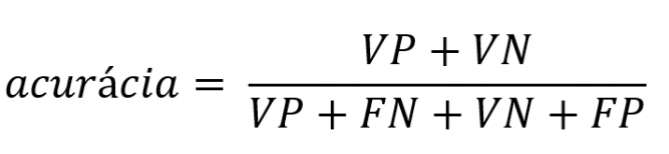 acurácia = VP + VN / VP + FN + VN + FP